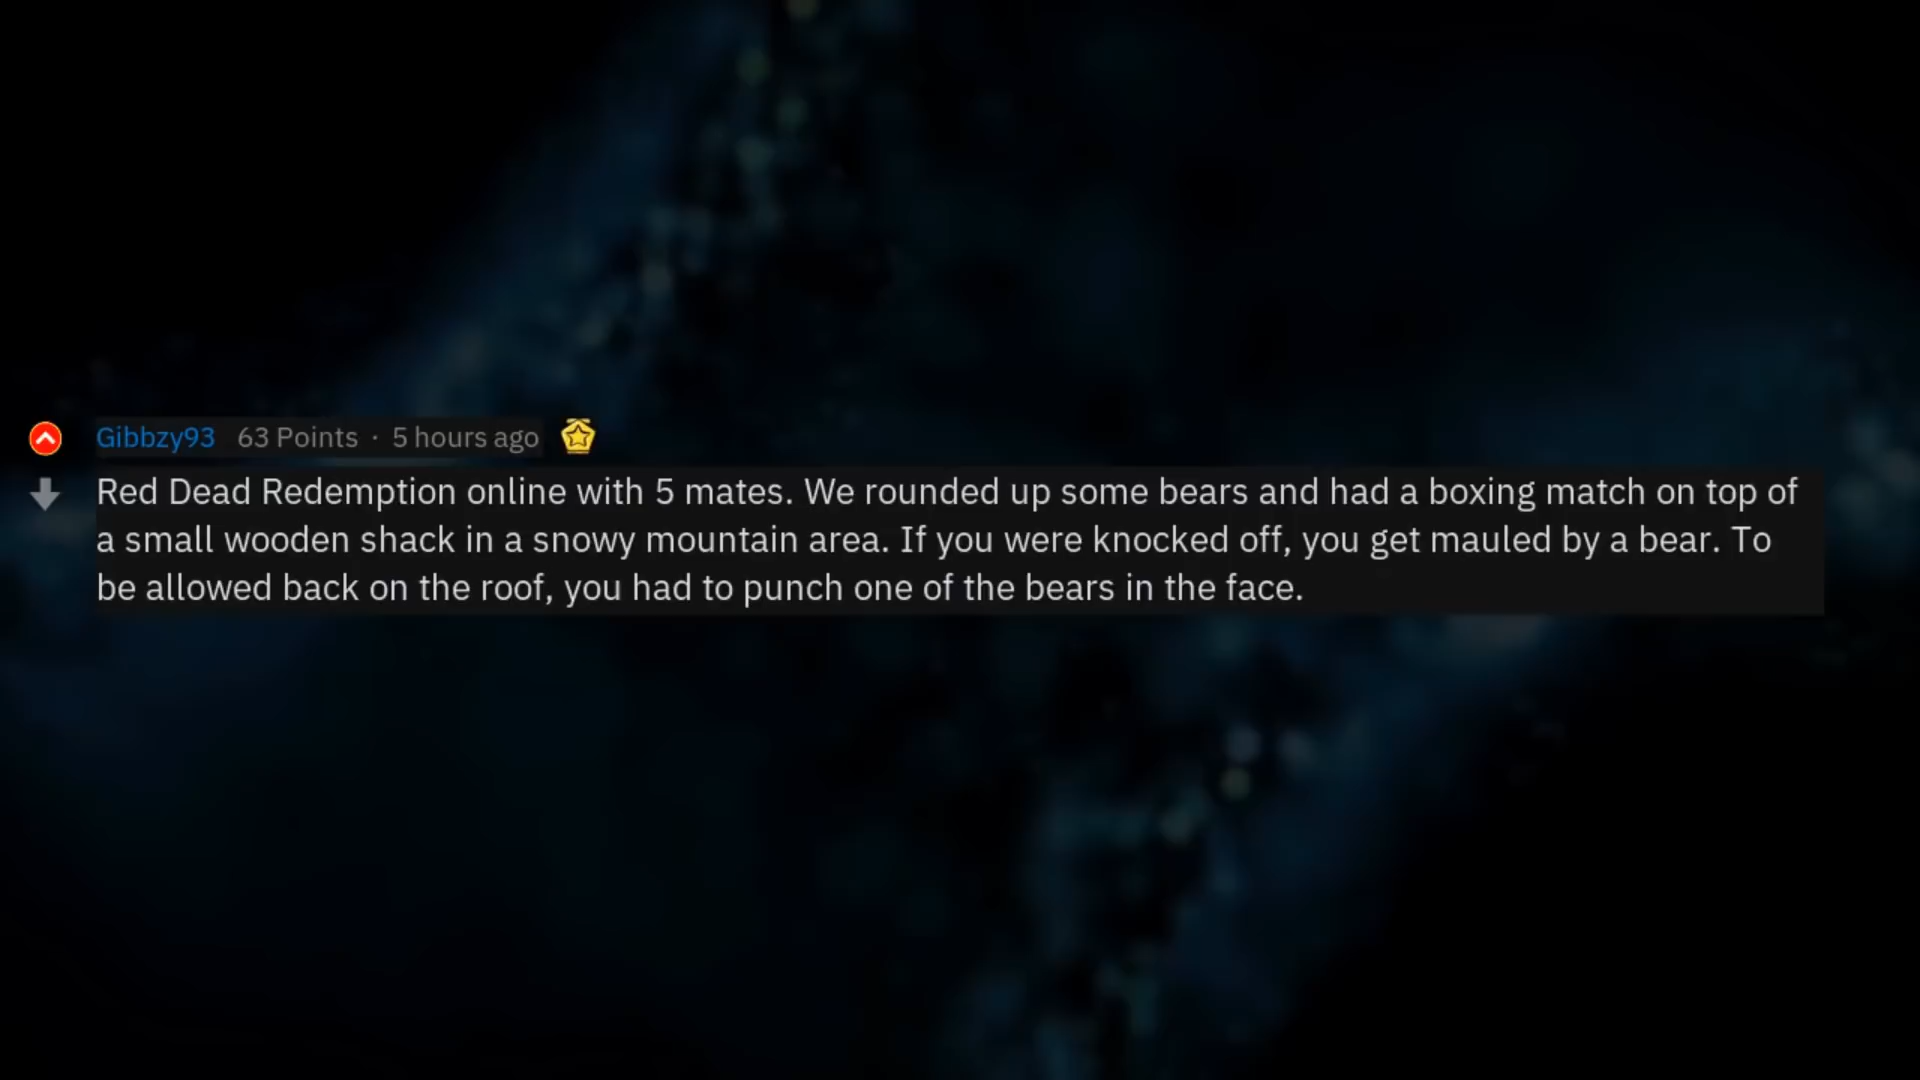 Gibbzy93 63 Points · 5 hours ago
Red Dead Redemption online with 5 mates. We rounded up some bears and had a boxing match on top of
a small wooden shack in a snowy mountain area. If you were knocked off, you get mauled by a bear. To
be allowed back on the roof, you had to punch one of the bears in the face.